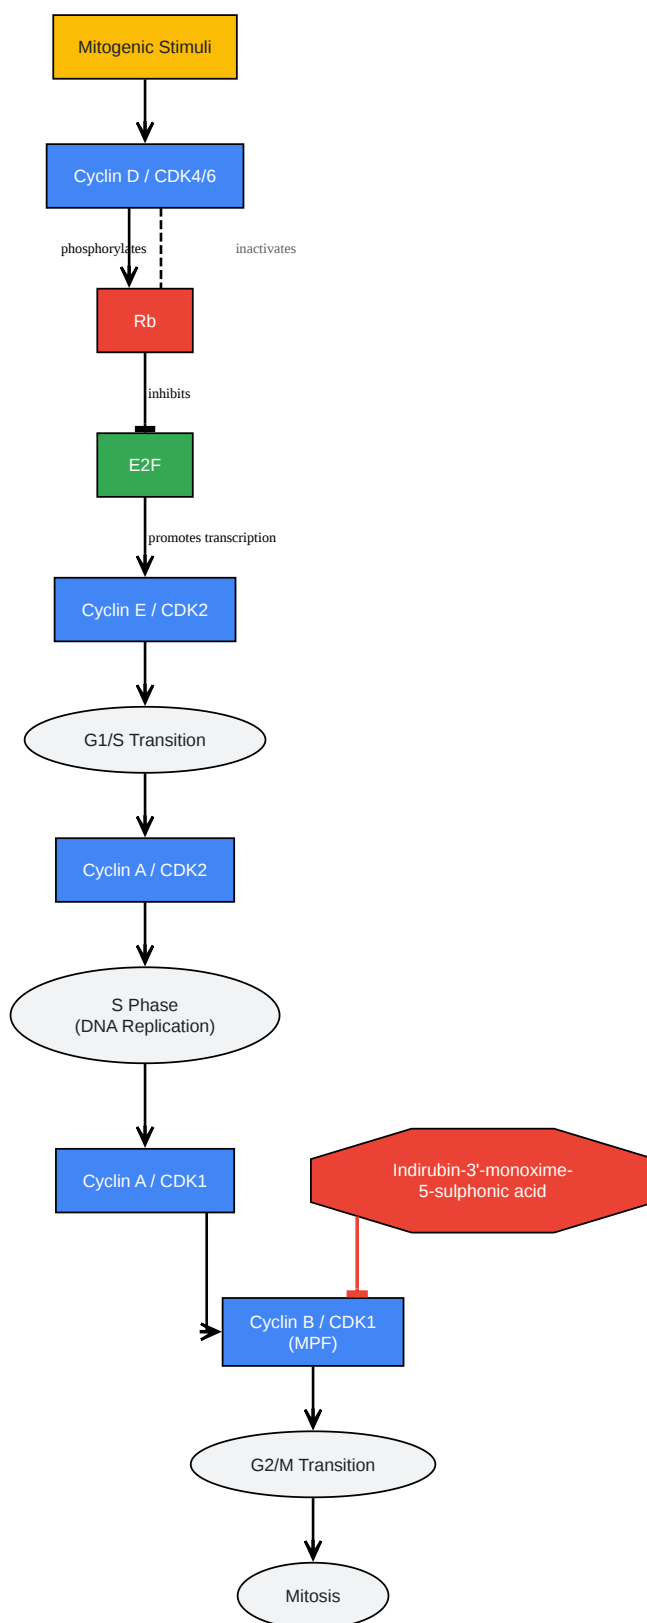 Mitogenic Stimuli
Cyclin D / CDK4/6
phosphorylates
inactivates
Rb
inhibits
E2F
promotes transcription
Cyclin E / CDK2
G1/S Transition
Cyclin A / CDK2
S Phase
(DNA Replication)
Cyclin A / CDK1
Indirubin-3'-monoxime-
5-sulphonic acid
Cyclin B / CDK1
(MPF)
G2/M Transition
Mitosis